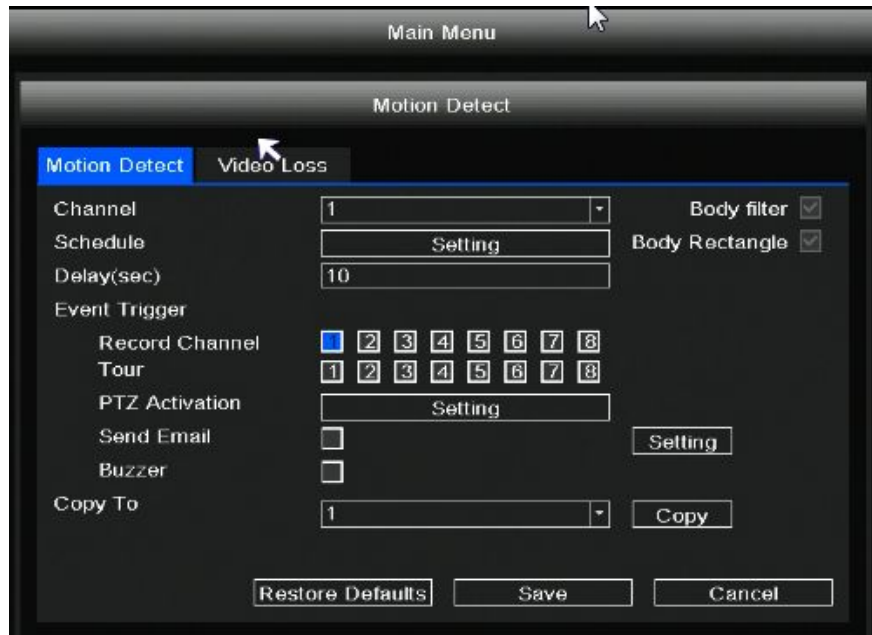 Main Menu
Motion Detect
Motion Detect Video Loss
Channel 1 Body filter
Schedule Setting Body Rectangle
Delay(sec) 10
Event Trigger
Record Channel 1 2 3 4 5 6 7 8
Tour 1 2 3 4 5 6 7 8
PTZ Activation Setting
Send Email Setting
Buzzer
Copy To 1 Copy
Restore Defaults Save Cancel